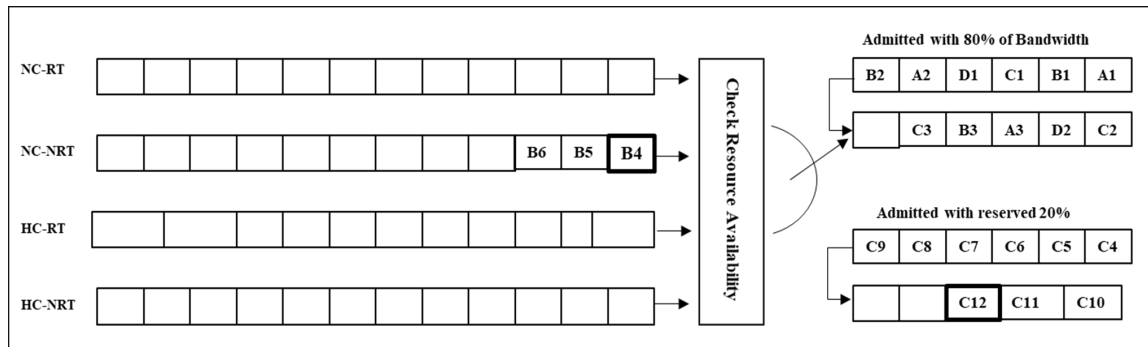 Admitted with 80% of Bandwidth
NC-RT
B2 A2 D1 C1 B1 A1
C3 B3 A3 D2 C2
NC-NRT
B6 B5 B4
Check Resource Availability
HC-RT
Admitted with reserved 20%
C9 C8 C7 C6 C5 C4
HC-NRT
C12 C11 C10